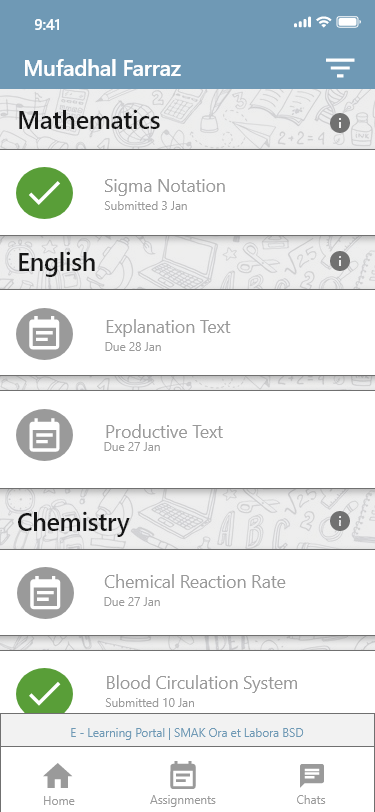 9:41
Mufadhal Farraz
Mathematics
Sigma Notation
Submitted 3 Jan
English
Explanation Text
Due 28 Jan
Productive Text
Due 27 Jan
Chemistry
Chemical Reaction Rate
Due 27 Jan
Blood Circulation System
Submitted 10 Jan
E - Learning Portal | SMAK Ora et Labora BSD
Home
Assignments
Chats